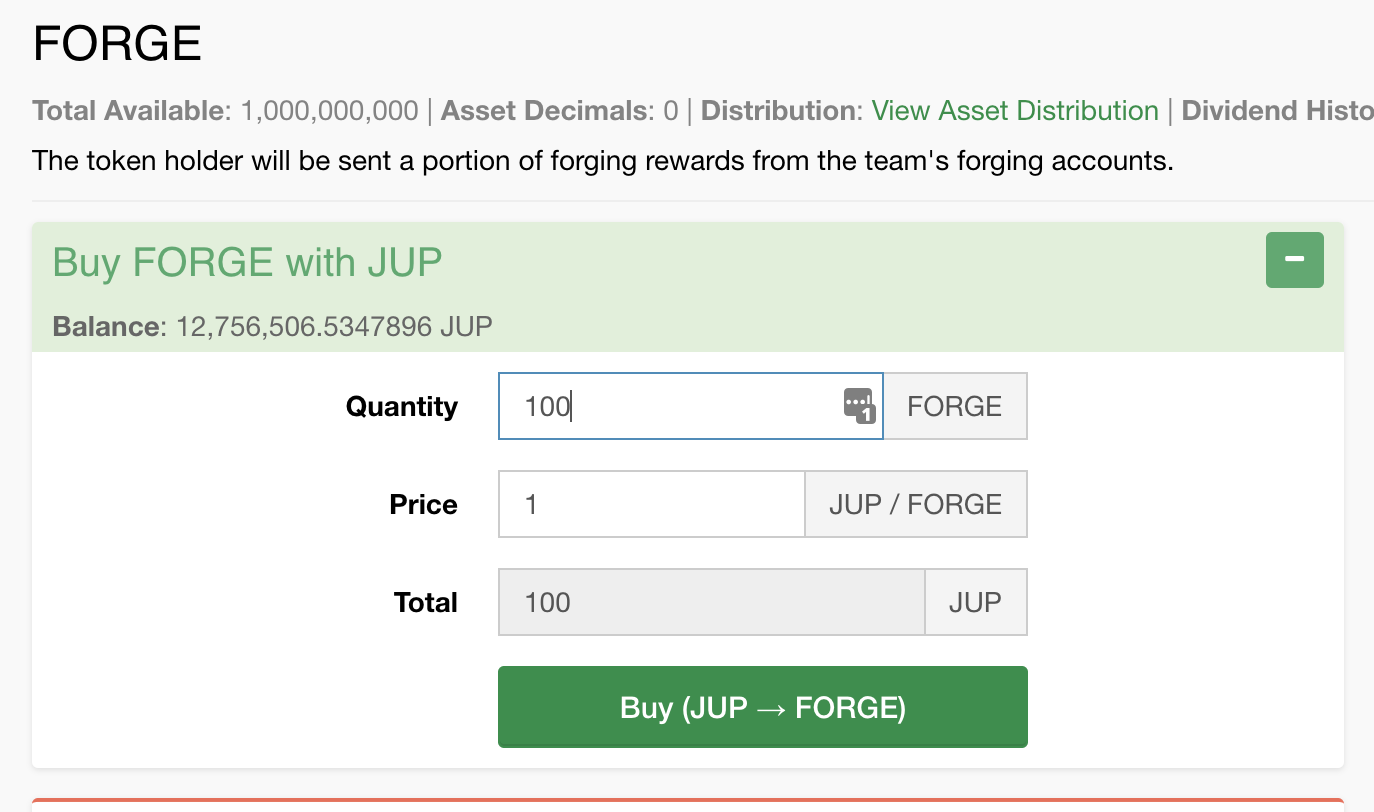 FORGE
Total Available: 1,000,000,000 | Asset Decimals: 0 | Distribution: View Asset Distribution | Dividend Histo
The token holder will be sent a portion of forging rewards from the team's forging accounts.
Buy FORGE with JUP
Balance: 12,756,506.5347896 JUP
Quantity 100 1 FORGE
Price 1 JUP / FORGE
Total 100 JUP
Buy (JUP → FORGE)